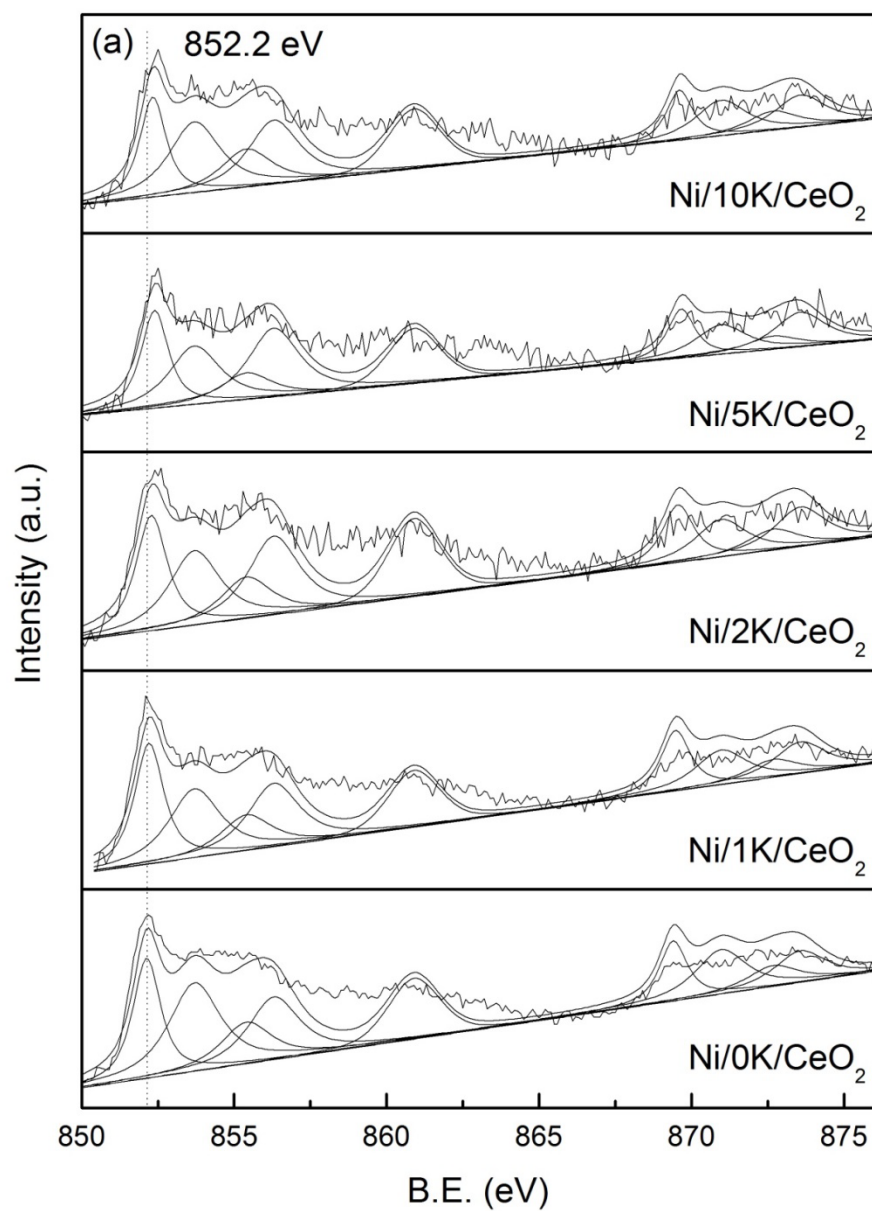 (a) 852.2 eV
Ni/10K/CeO₂
Ni/5K/CeO₂
Ni/2K/CeO₂
Ni/1K/CeO₂
Ni/0K/CeO₂
Intensity (a.u.)
850 855 860 865 870 875
B.E. (eV)